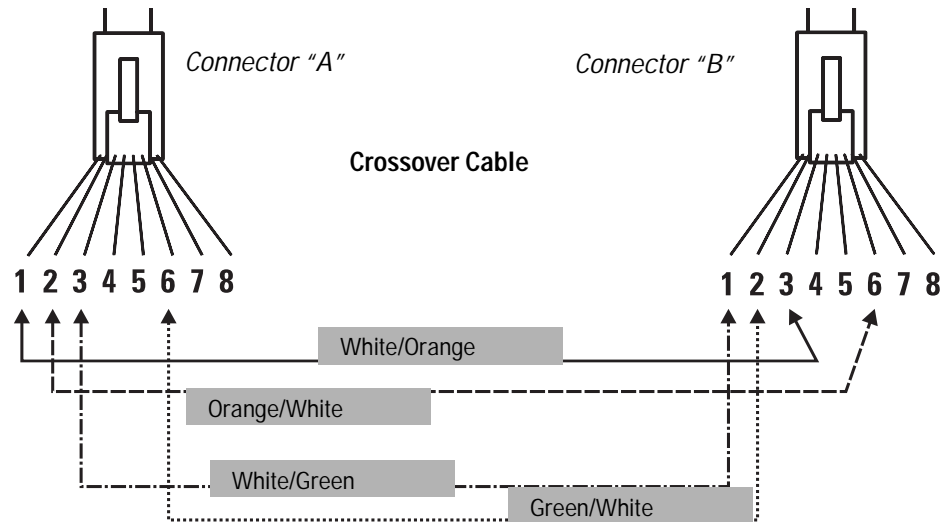 Connector "A"
Connector "B"
Crossover Cable
1 2 3 4 5 6 7 8
1 2 3 4 5 6 7 8
White/Orange
Orange/White
White/Green
Green/White